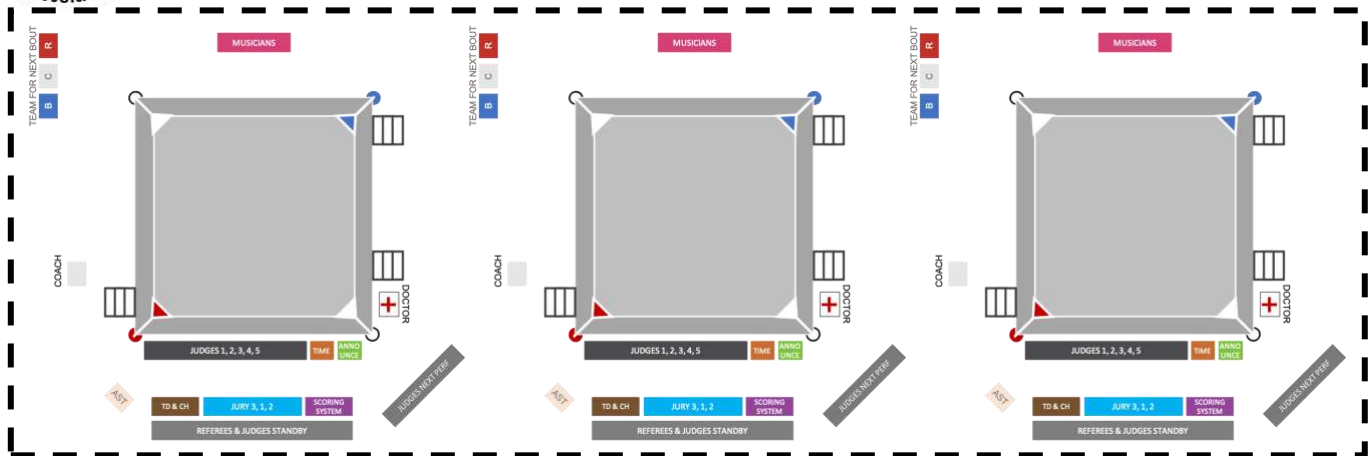 TEAM FOR NEXT BOUT
R
C
B
MUSICIANS
COACH
DOCTOR
JUDGES 1, 2, 3, 4, 5
TIME
ANNO
UNCE
AST
TD & CH
JURY 3, 1, 2
SCORING
SYSTEM
JUDGES NEXT PERF
REFEREES & JUDGES STANDBY
TEAM FOR NEXT BOUT
R
C
B
MUSICIANS
COACH
DOCTOR
JUDGES 1, 2, 3, 4, 5
TIME
ANNO
UNCE
AST
TD & CH
JURY 3, 1, 2
SCORING
SYSTEM
JUDGES NEXT PERF
REFEREES & JUDGES STANDBY
TEAM FOR NEXT BOUT
R
C
B
MUSICIANS
COACH
DOCTOR
JUDGES 1, 2, 3, 4, 5
TIME
ANNO
UNCE
AST
TD & CH
JURY 3, 1, 2
SCORING
SYSTEM
JUDGES NEXT PERF
REFEREES & JUDGES STANDBY